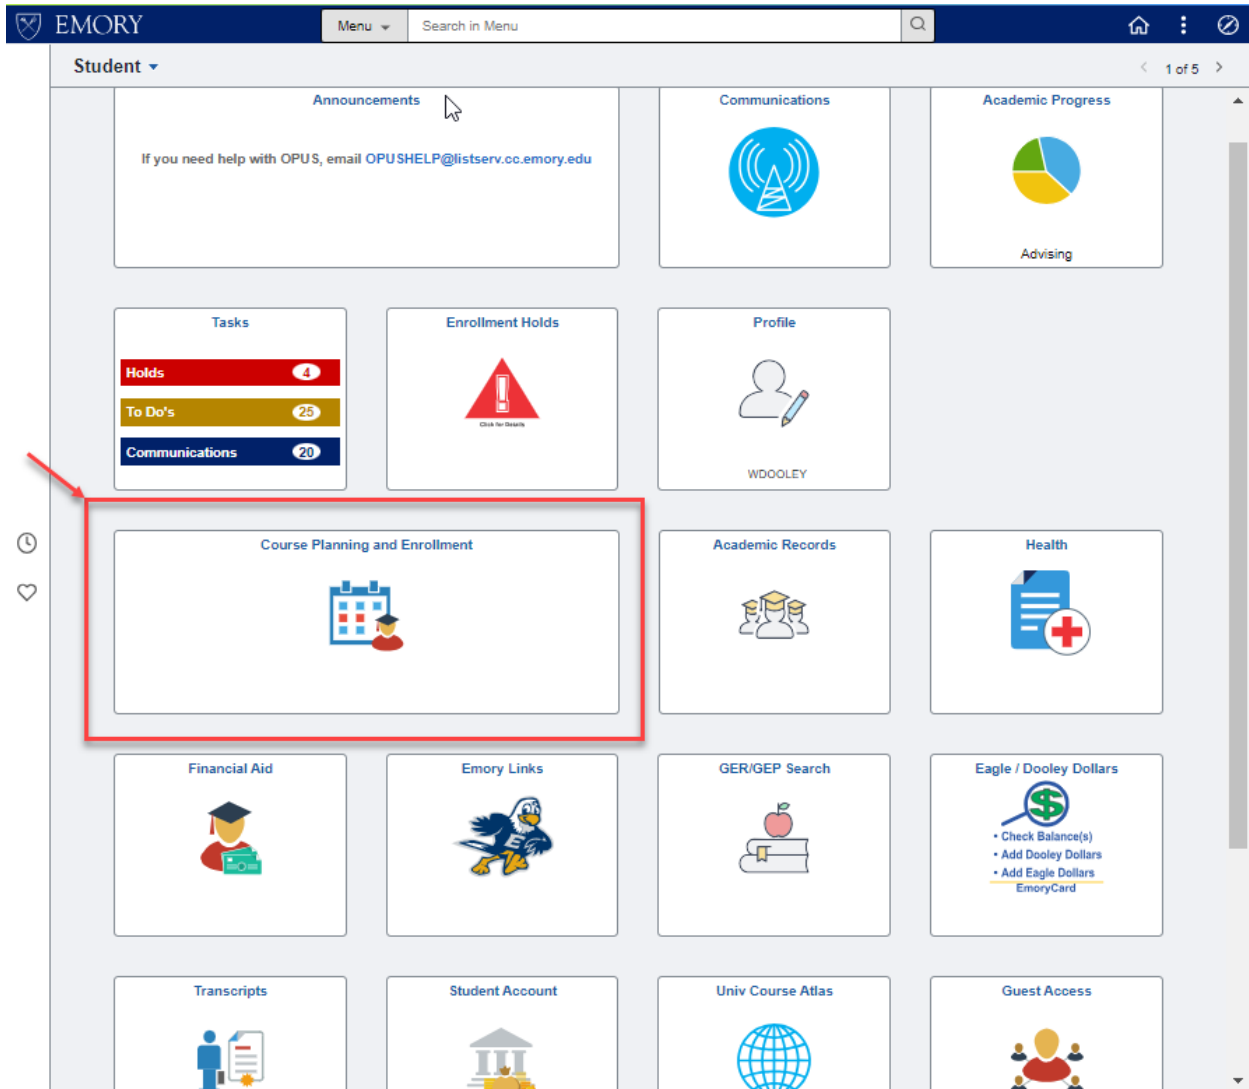 EMORY
Menu
Search in Menu
Student
1 of 5
Announcements
If you need help with OPUS, email OPUSHELP@listserv.cc.emory.edu
Communications
Academic Progress
Advising
Tasks
Holds 4
To Do's 25
Communications 20
Enrollment Holds
Click for Details
Profile
WDOOLEY
Course Planning and Enrollment
Academic Records
Health
Financial Aid
Emory Links
E
GER/GEP Search
Eagle / Dooley Dollars
$
• Check Balance(s)
• Add Dooley Dollars
• Add Eagle Dollars
EmoryCard
Transcripts
Student Account
Univ Course Atlas
Guest Access